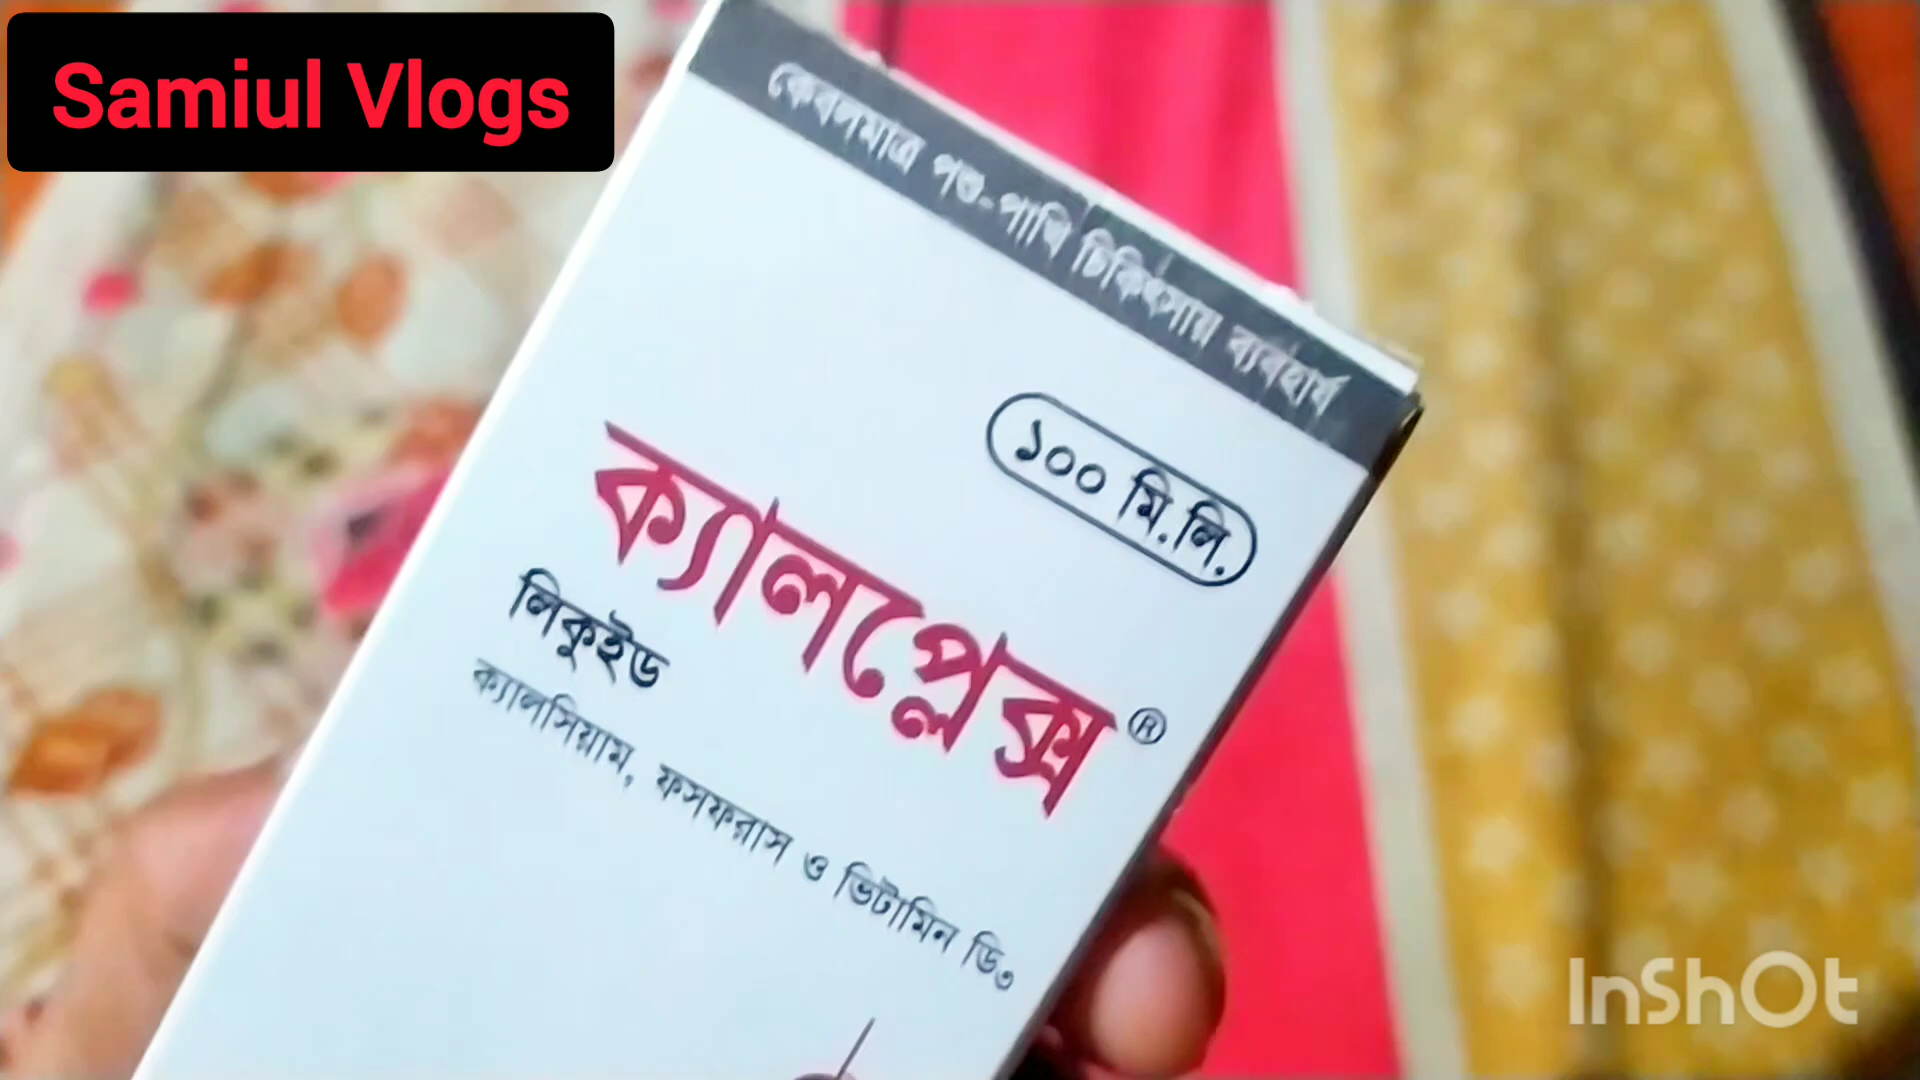 Samiul Vlogs
কেবলমাত্র পশু-পাখি চিকিৎসায় ব্যবহার্য
১০০ মি.লি.
ক্যালপ্লেক্স®
লিকুইড
ক্যালসিয়াম, ফসফরাস ও ভিটামিন ডি৩
InShOt